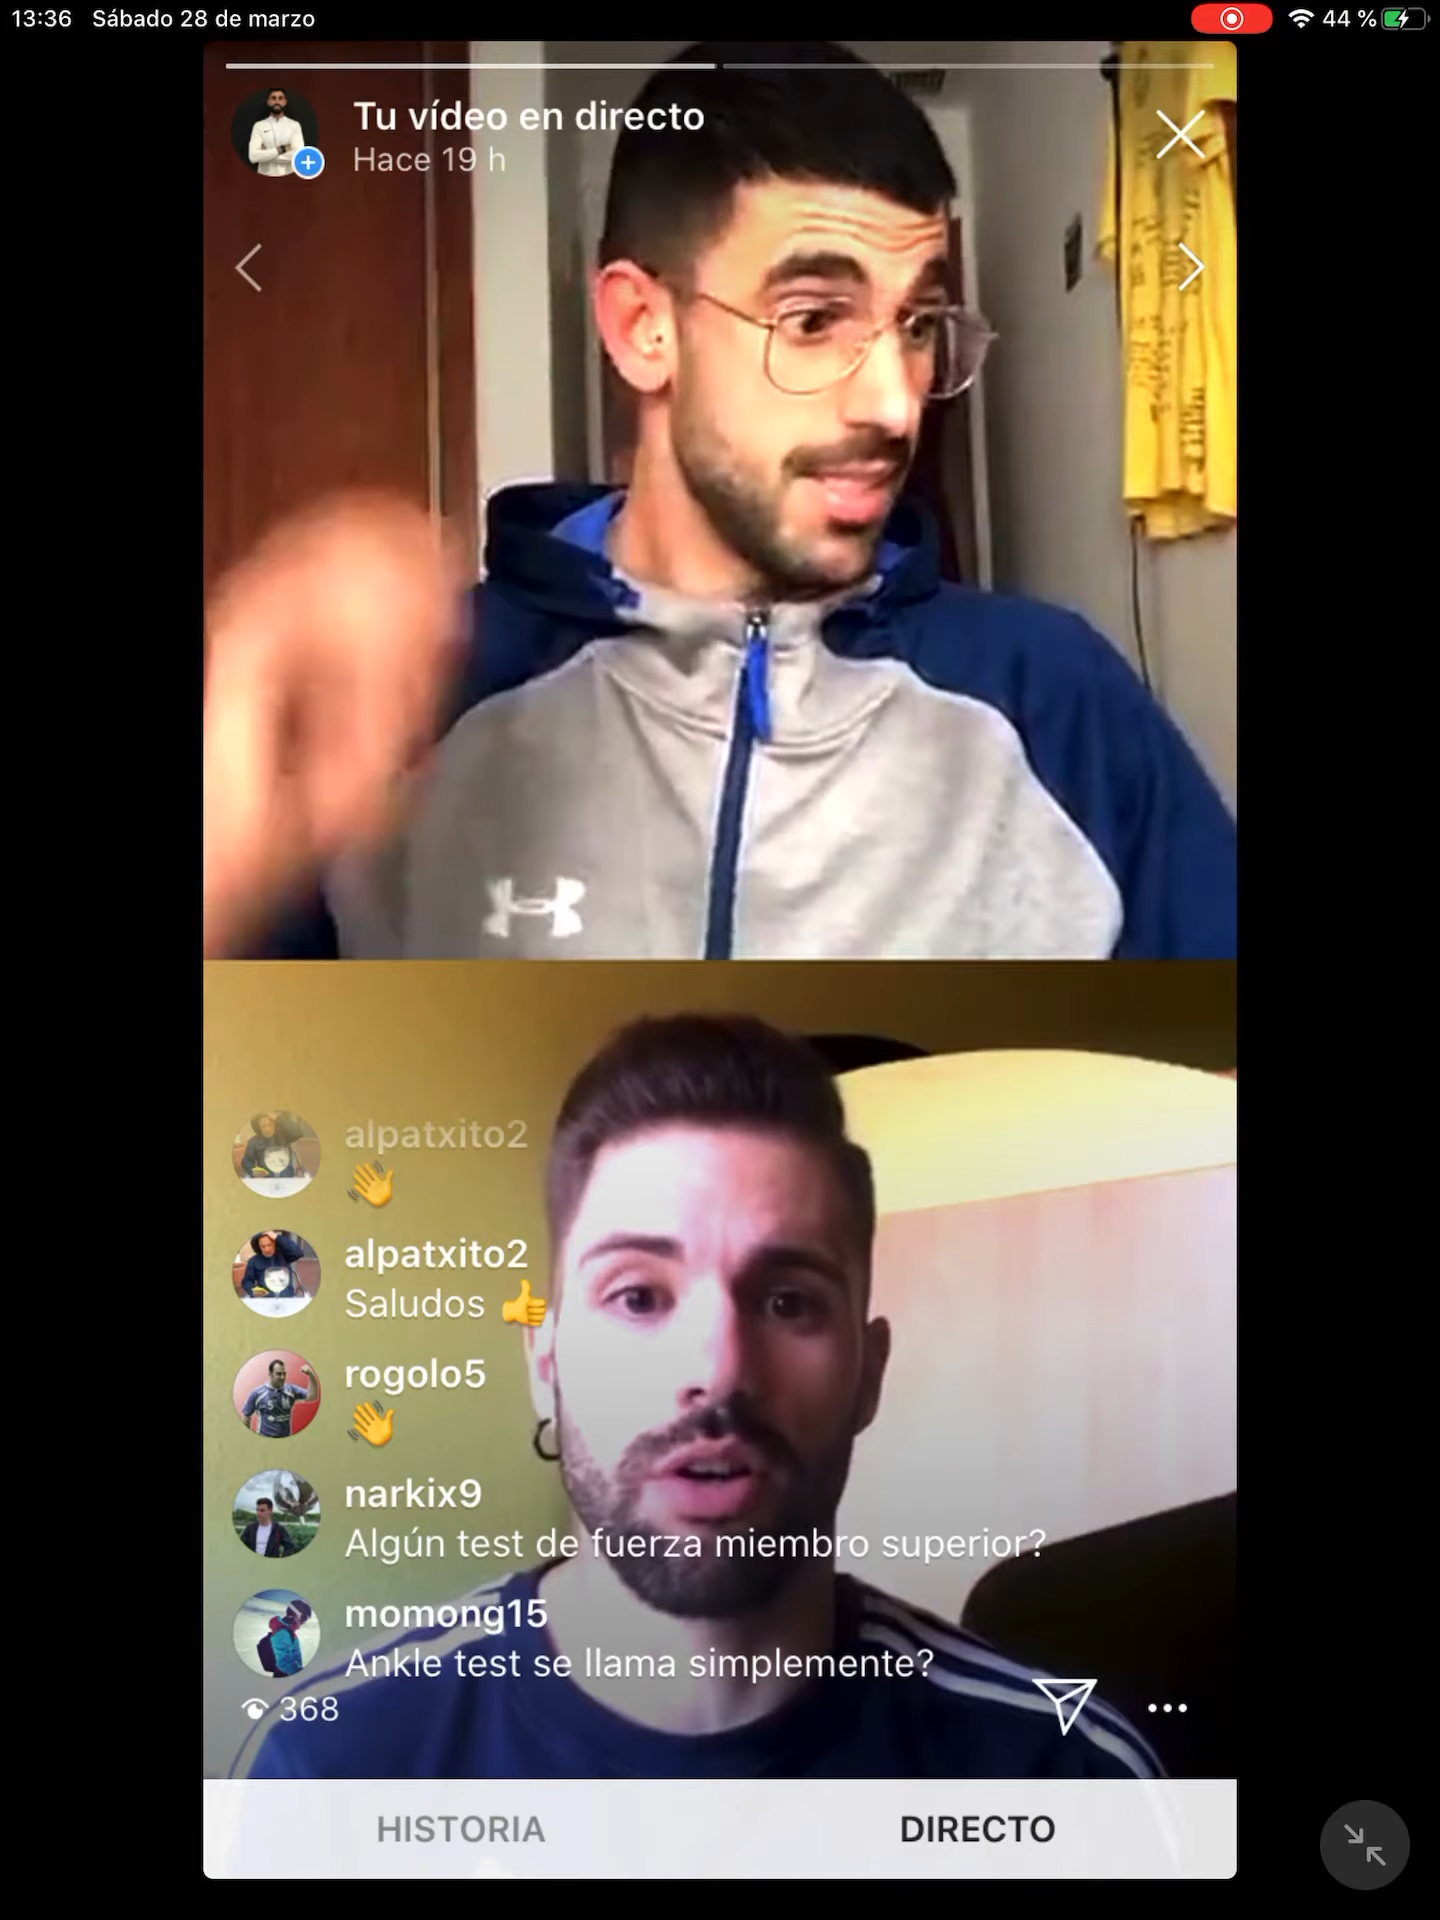 13:36 Sábado 28 de marzo
44 %
Tu vídeo en directo
Hace 19 h
alpatxito2
👋
alpatxito2
Saludos 👍
rogolo5
👋
narkix9
Algún test de fuerza miembro superior?
momong15
Ankle test se llama simplemente?
368
HISTORIA
DIRECTO